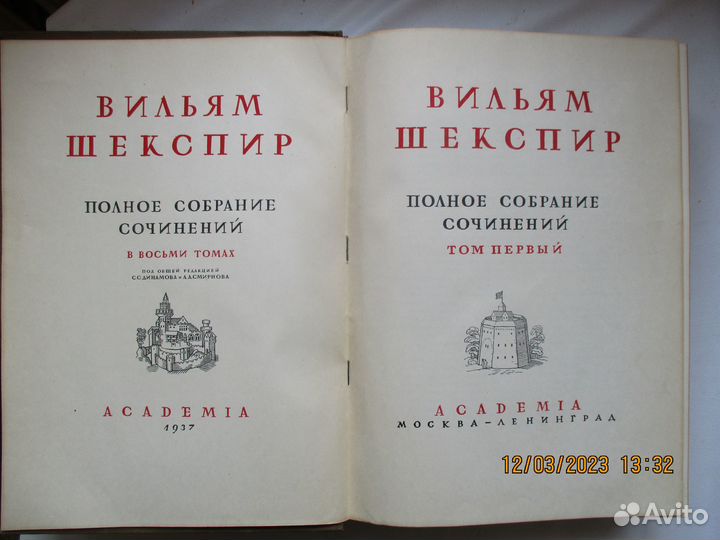 ВИЛЬЯМ
ШЕКСПИР
ПОЛНОЕ СОБРАНИЕ
СОЧИНЕНИЙ
В ВОСЬМИ ТОМАХ
ПОД ОБЩЕЙ РЕДАКЦИЕЙ
С.С.ДИНАМОВА и А.А.СМИРНОВА
ACADEMIA
1937
ВИЛЬЯМ
ШЕКСПИР
ПОЛНОЕ СОБРАНИЕ
СОЧИНЕНИЙ
ТОМ ПЕРВЫЙ
ACADEMIA
МОСКВА–ЛЕНИНГРАД
12/03/2023 13:32
Avito